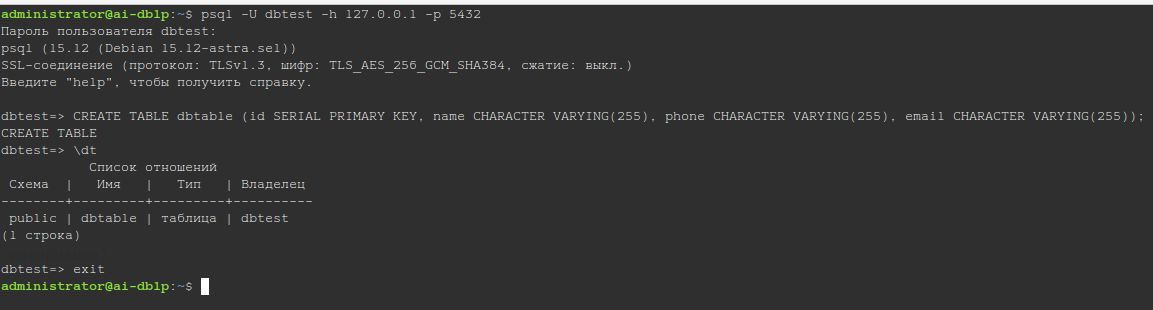 administrator@ai-db1p:~$ psql -U dbtest -h 127.0.0.1 -p 5432
Пароль пользователя dbtest:
psql (15.12 (Debian 15.12-astra.se1))
SSL-соединение (протокол: TLSv1.3, шифр: TLS_AES_256_GCM_SHA384, сжатие: выкл.)
Введите "help", чтобы получить справку.

dbtest=> CREATE TABLE dbtable (id SERIAL PRIMARY KEY, name CHARACTER VARYING(255), phone CHARACTER VARYING(255), email CHARACTER VARYING(255));
CREATE TABLE
dbtest=> \dt
           Список отношений
 Схема  |   Имя   |   Тип   | Владелец
--------+---------+---------+----------
 public | dbtable | таблица | dbtest
(1 строка)

dbtest=> exit
administrator@ai-db1p:~$